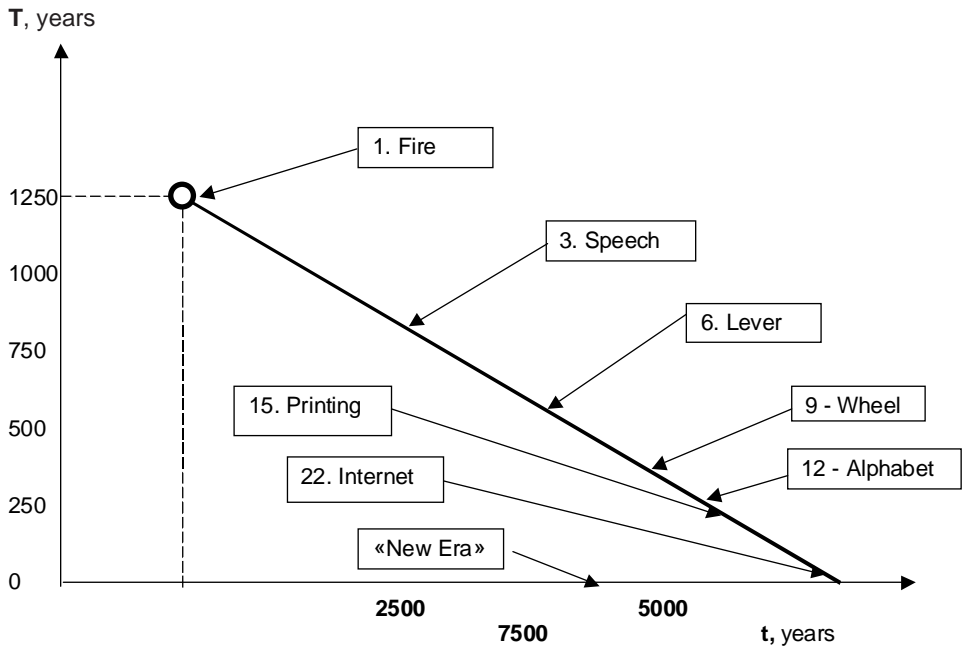 T, years
1. Fire
1250
3. Speech
1000
6. Lever
750
15. Printing
9 - Wheel
500
12 - Alphabet
22. Internet
250
«New Era»
0
2500 5000
7500 t, years